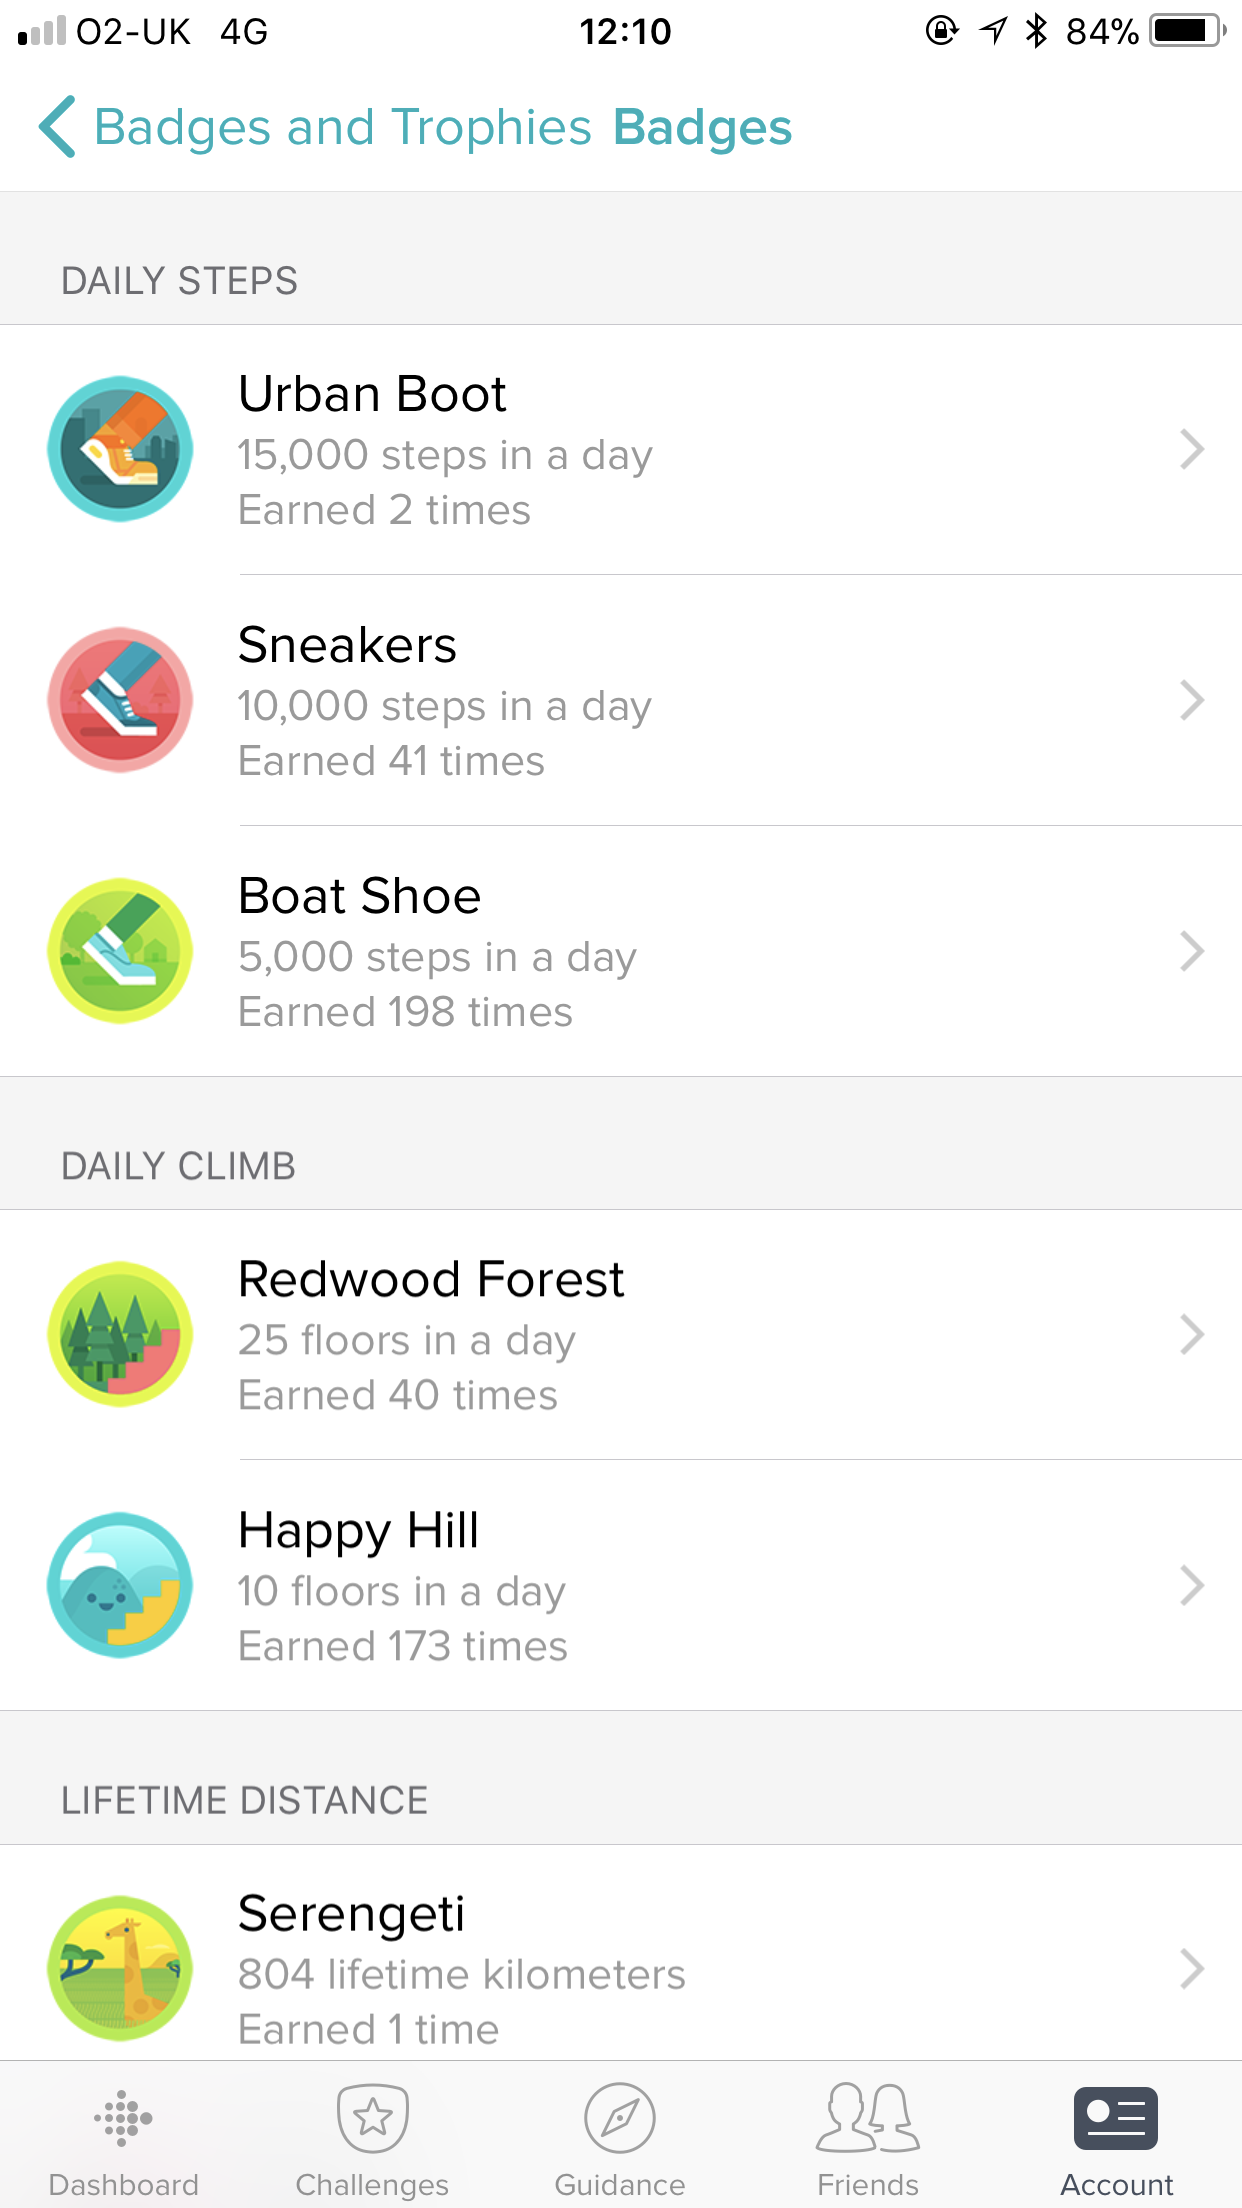 O2-UK 4G 12:10 84%
Badges and Trophies Badges
DAILY STEPS
Urban Boot
15,000 steps in a day
Earned 2 times
Sneakers
10,000 steps in a day
Earned 41 times
Boat Shoe
5,000 steps in a day
Earned 198 times
DAILY CLIMB
Redwood Forest
25 floors in a day
Earned 40 times
Happy Hill
10 floors in a day
Earned 173 times
LIFETIME DISTANCE
Serengeti
804 lifetime kilometers
Earned 1 time
Dashboard Challenges Guidance Friends Account